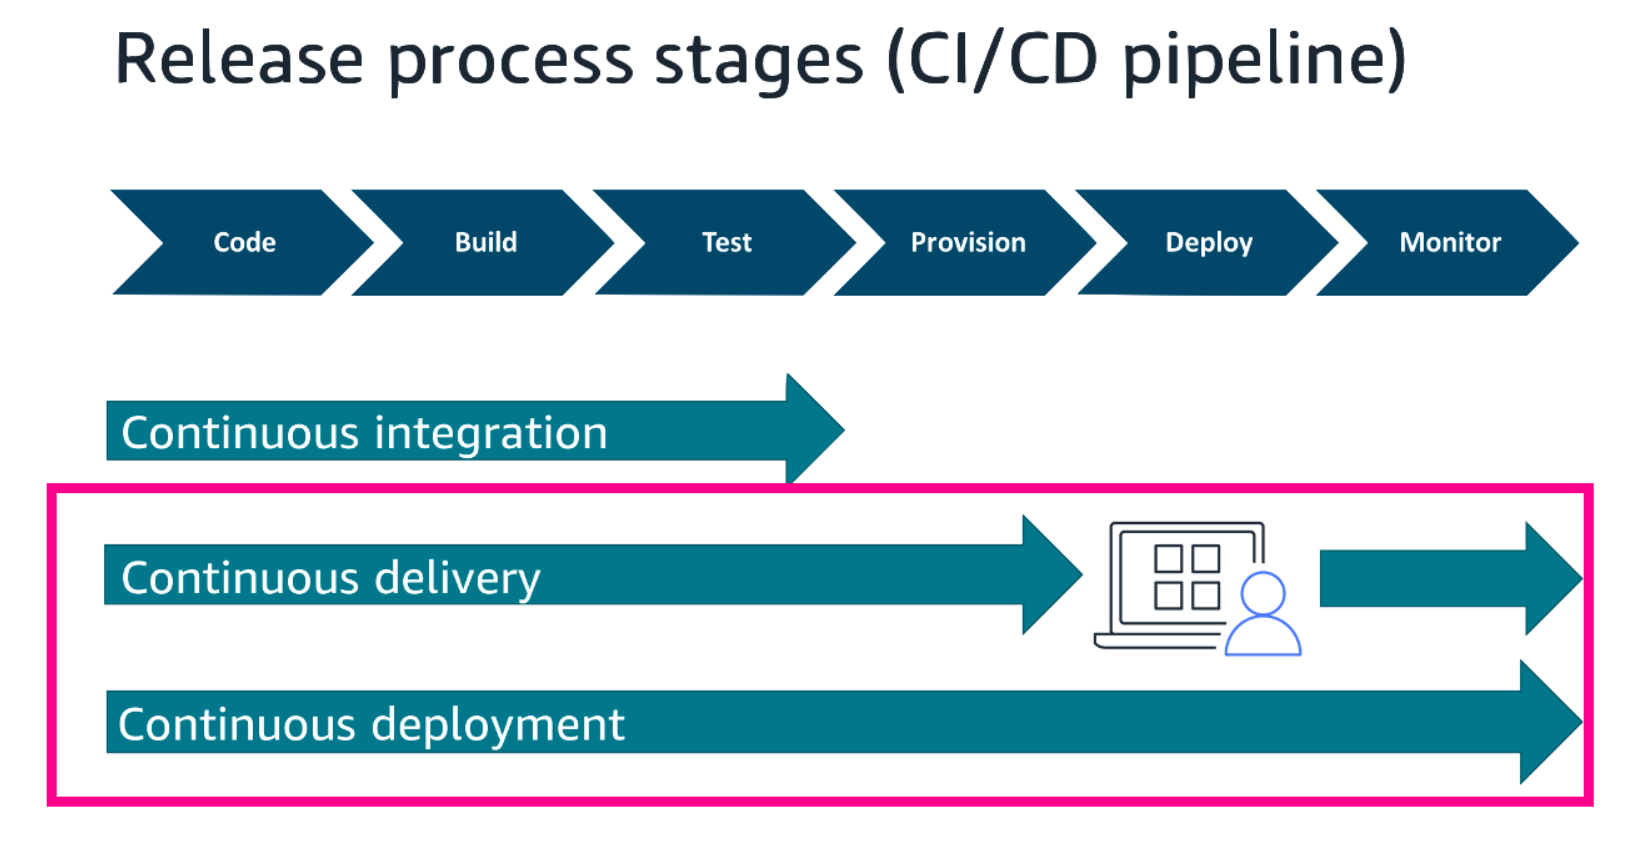 Release process stages (CI/CD pipeline)
Code Build Test Provision Deploy Monitor
Continuous integration
Continuous delivery
Continuous deployment